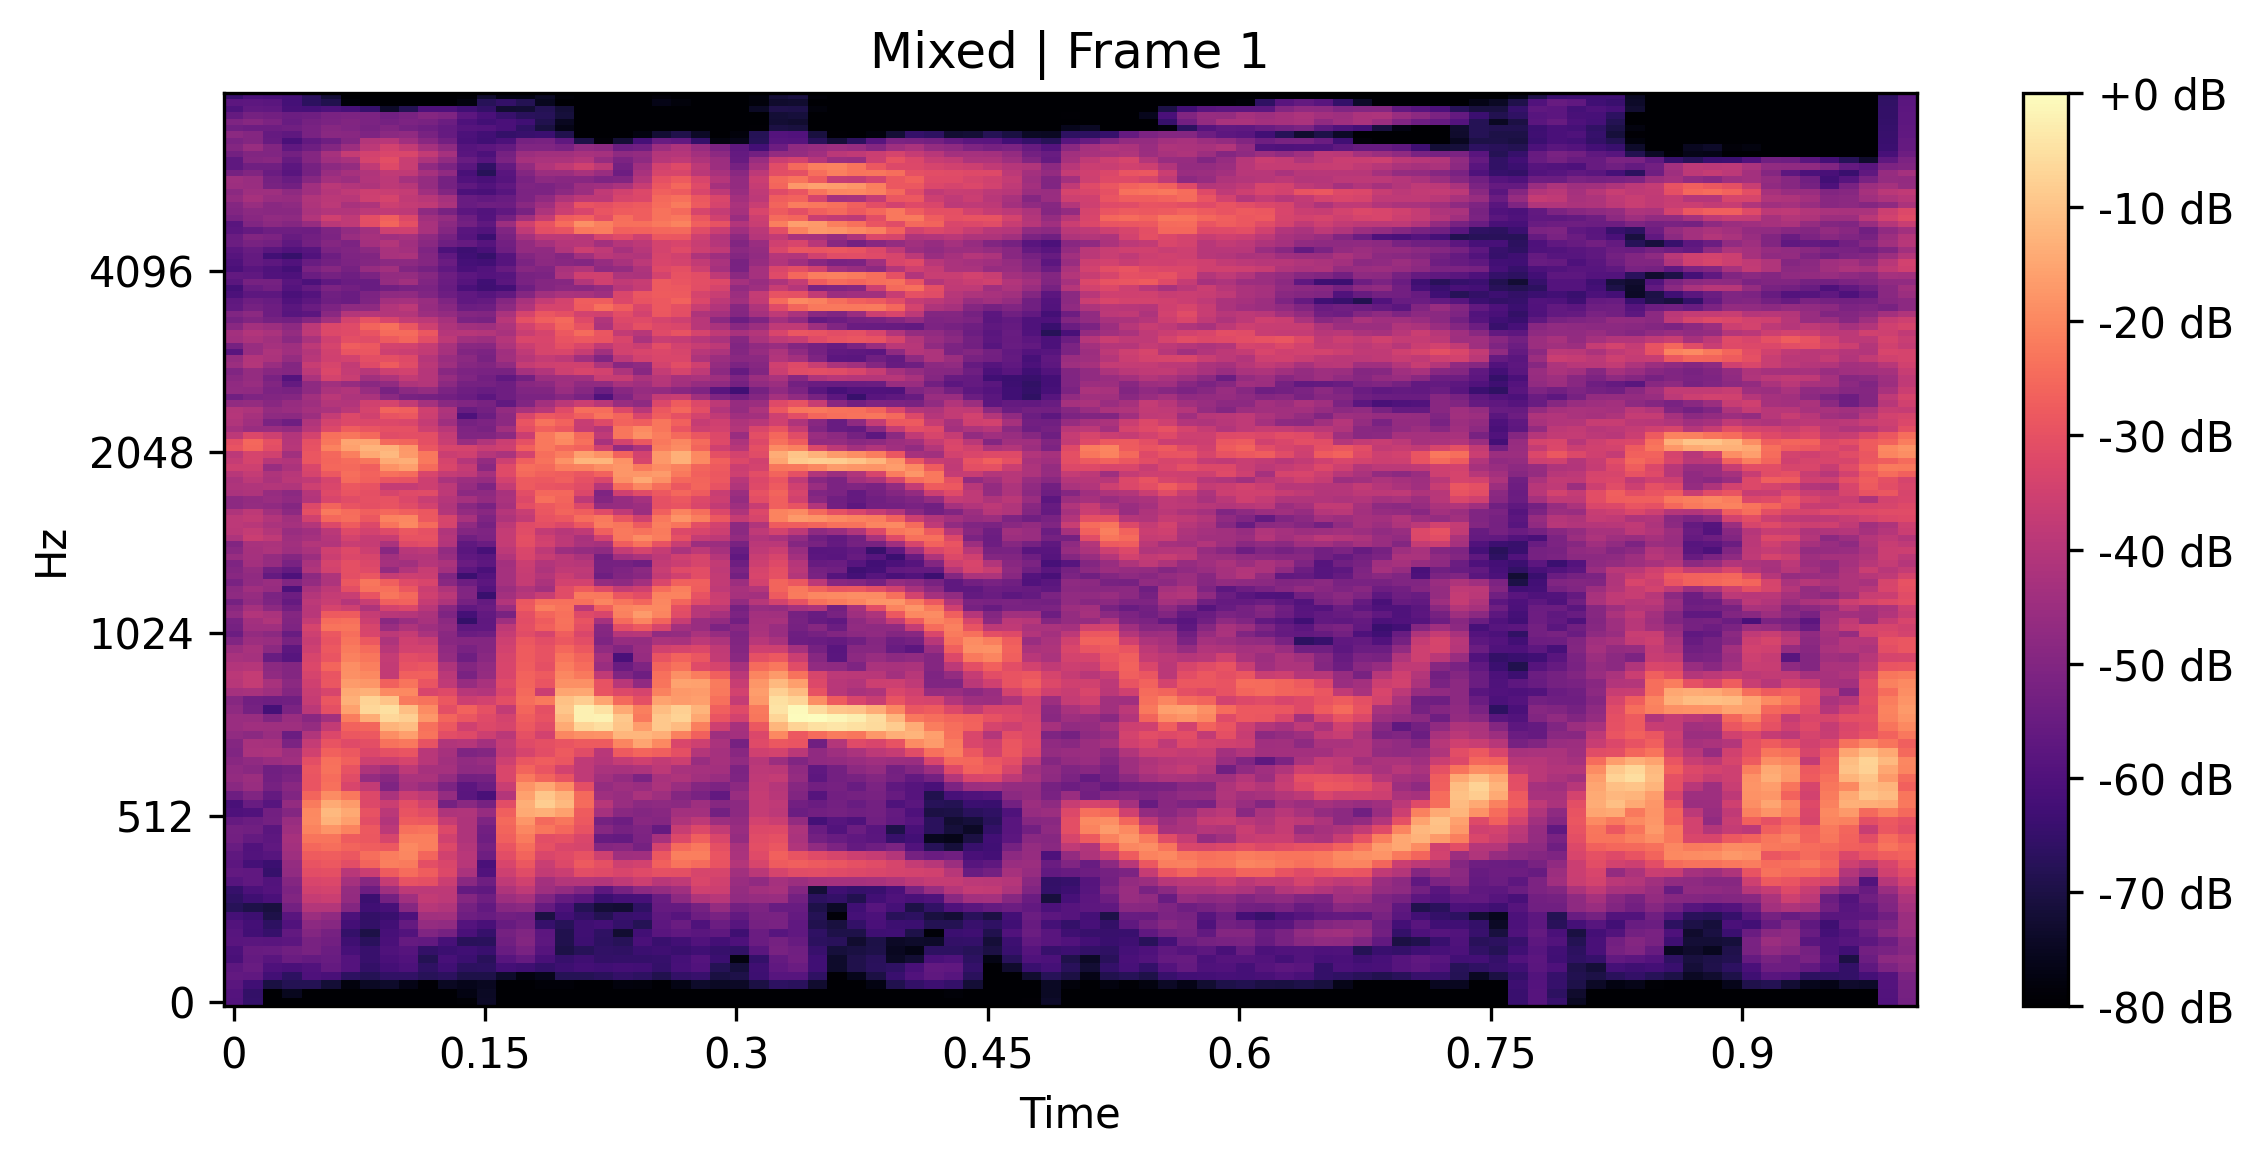 Mixed | Frame 1
+0 dB
-10 dB
-20 dB
-30 dB
-40 dB
-50 dB
-60 dB
-70 dB
-80 dB
Hz
4096
2048
1024
512
0
0 0.15 0.3 0.45 0.6 0.75 0.9
Time